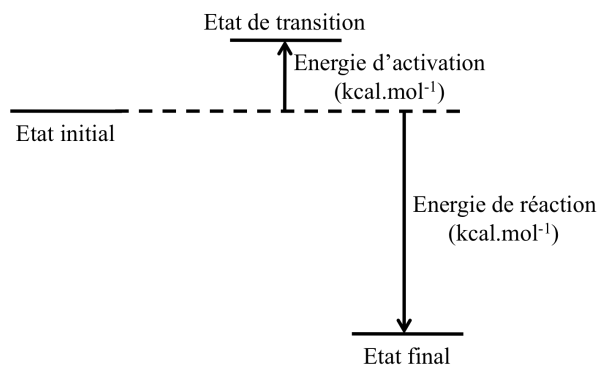 Etat de transition
Energie d’activation
(kcal.mol⁻¹)
Etat initial
Energie de réaction
(kcal.mol⁻¹)
Etat final